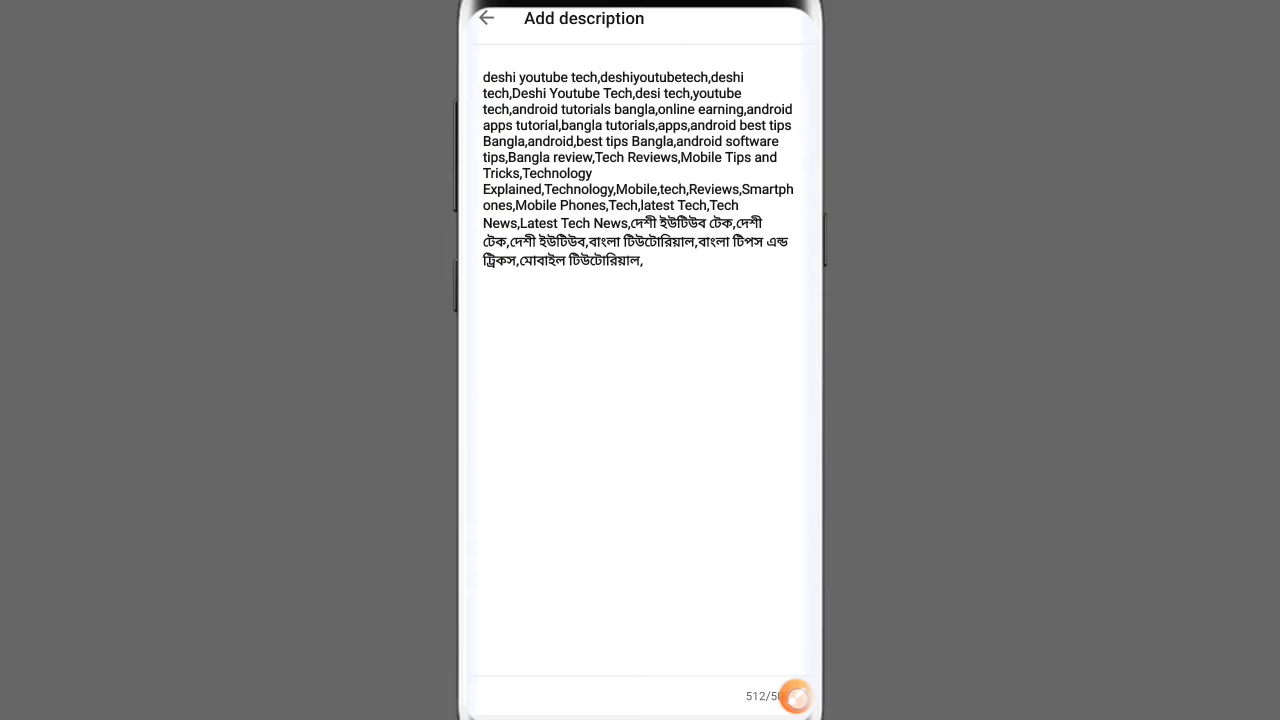 Add description
deshi youtube tech,deshiyoutubetech,deshi
tech,Deshi Youtube Tech,desi tech,youtube
tech,android tutorials bangla,online earning,android
apps tutorial,bangla tutorials,apps,android best tips
Bangla,android,best tips Bangla,android software
tips,Bangla review,Tech Reviews,Mobile Tips and
Tricks,Technology
Explained,Technology,Mobile,tech,Reviews,Smartph
ones,Mobile Phones,Tech,latest Tech,Tech
News,Latest Tech News,দেশী ইউটিউব টেক,দেশী
টেক,দেশী ইউটিউব,বাংলা টিউটোরিয়াল,বাংলা টিপস এন্ড
ট্রিকস,মোবাইল টিউটোরিয়াল,
512/50